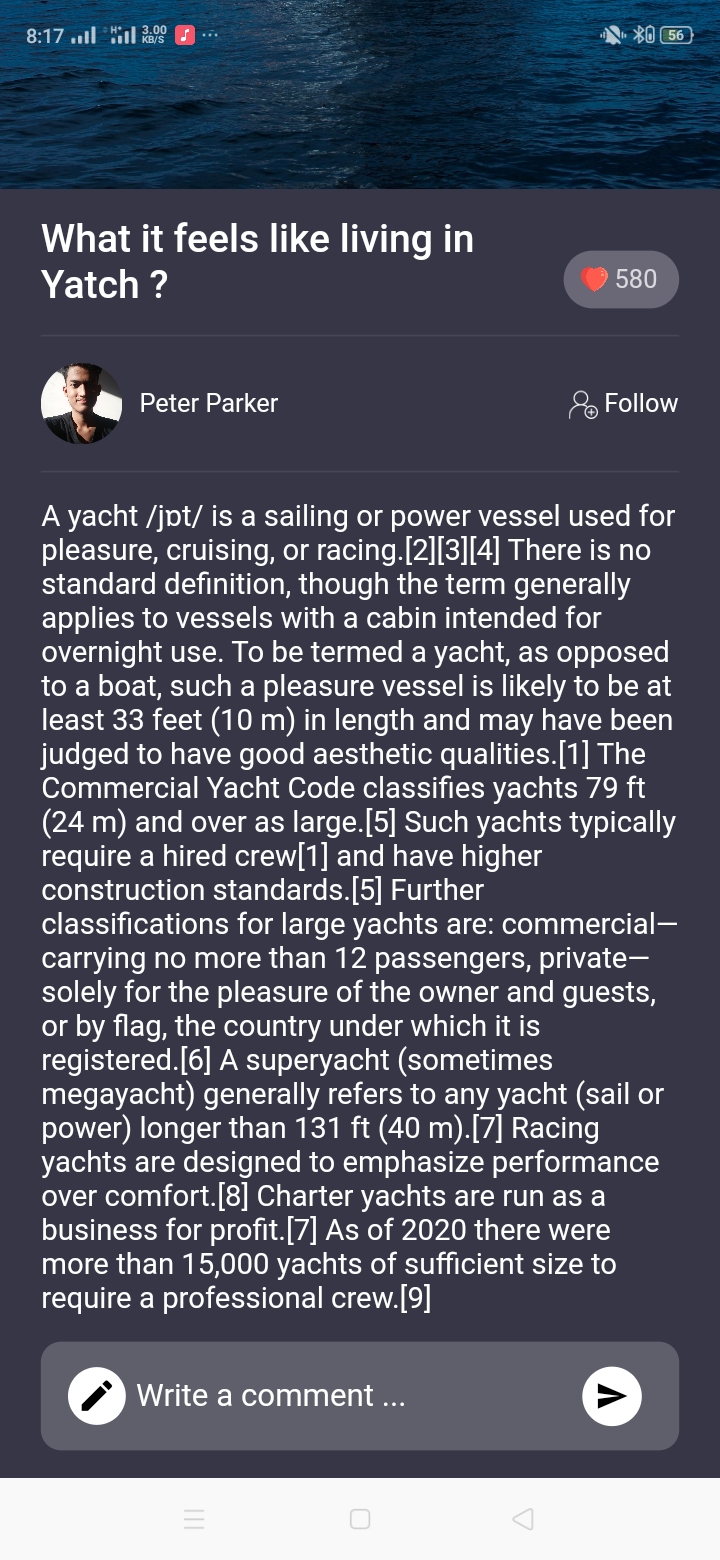 8:17 H+ 3.00 KB/S 56
What it feels like living in
Yatch ?
580
Peter Parker
Follow
A yacht /jɒt/ is a sailing or power vessel used for
pleasure, cruising, or racing.[2][3][4] There is no
standard definition, though the term generally
applies to vessels with a cabin intended for
overnight use. To be termed a yacht, as opposed
to a boat, such a pleasure vessel is likely to be at
least 33 feet (10 m) in length and may have been
judged to have good aesthetic qualities.[1] The
Commercial Yacht Code classifies yachts 79 ft
(24 m) and over as large.[5] Such yachts typically
require a hired crew[1] and have higher
construction standards.[5] Further
classifications for large yachts are: commercial—
carrying no more than 12 passengers, private—
solely for the pleasure of the owner and guests,
or by flag, the country under which it is
registered.[6] A superyacht (sometimes
megayacht) generally refers to any yacht (sail or
power) longer than 131 ft (40 m).[7] Racing
yachts are designed to emphasize performance
over comfort.[8] Charter yachts are run as a
business for profit.[7] As of 2020 there were
more than 15,000 yachts of sufficient size to
require a professional crew.[9]
Write a comment ...